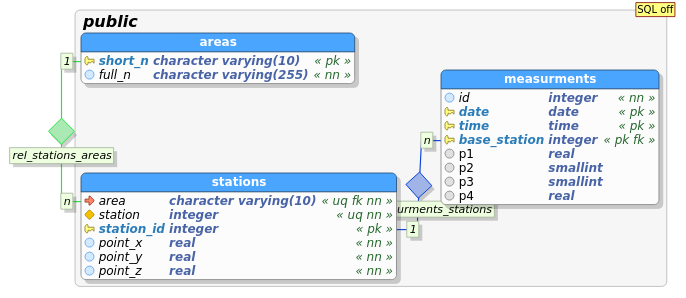 SQL off
public
areas
short_n character varying(10) « pk »
full_n character varying(255) « nn »
1
measurments
id integer « nn »
date date « pk »
time time « pk »
base_station integer « pk fk »
p1 real
p2 smallint
p3 smallint
p4 real
n
rel_stations_areas
stations
area character varying(10) « uq fk nn »
station integer « uq nn »
station_id integer « pk »
point_x real « nn »
point_y real « nn »
point_z real « nn »
n
urments_stations
1